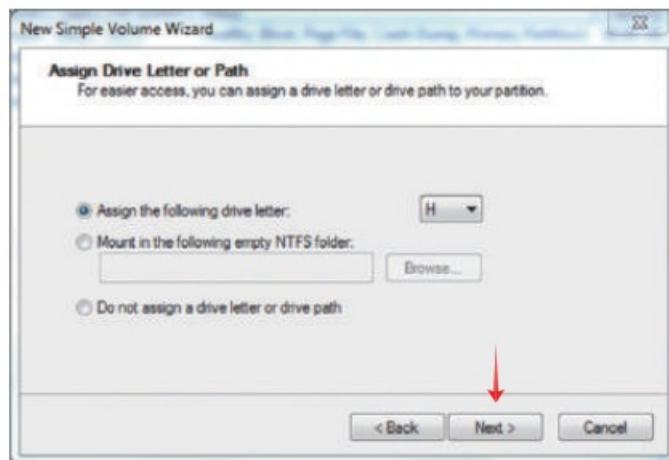 New Simple Volume Wizard
Assign Drive Letter or Path
For easier access, you can assign a drive letter or drive path to your partition.
Assign the following drive letter: H
Mount in the following empty NTFS folder:
Browse...
Do not assign a drive letter or drive path
< Back Next > Cancel